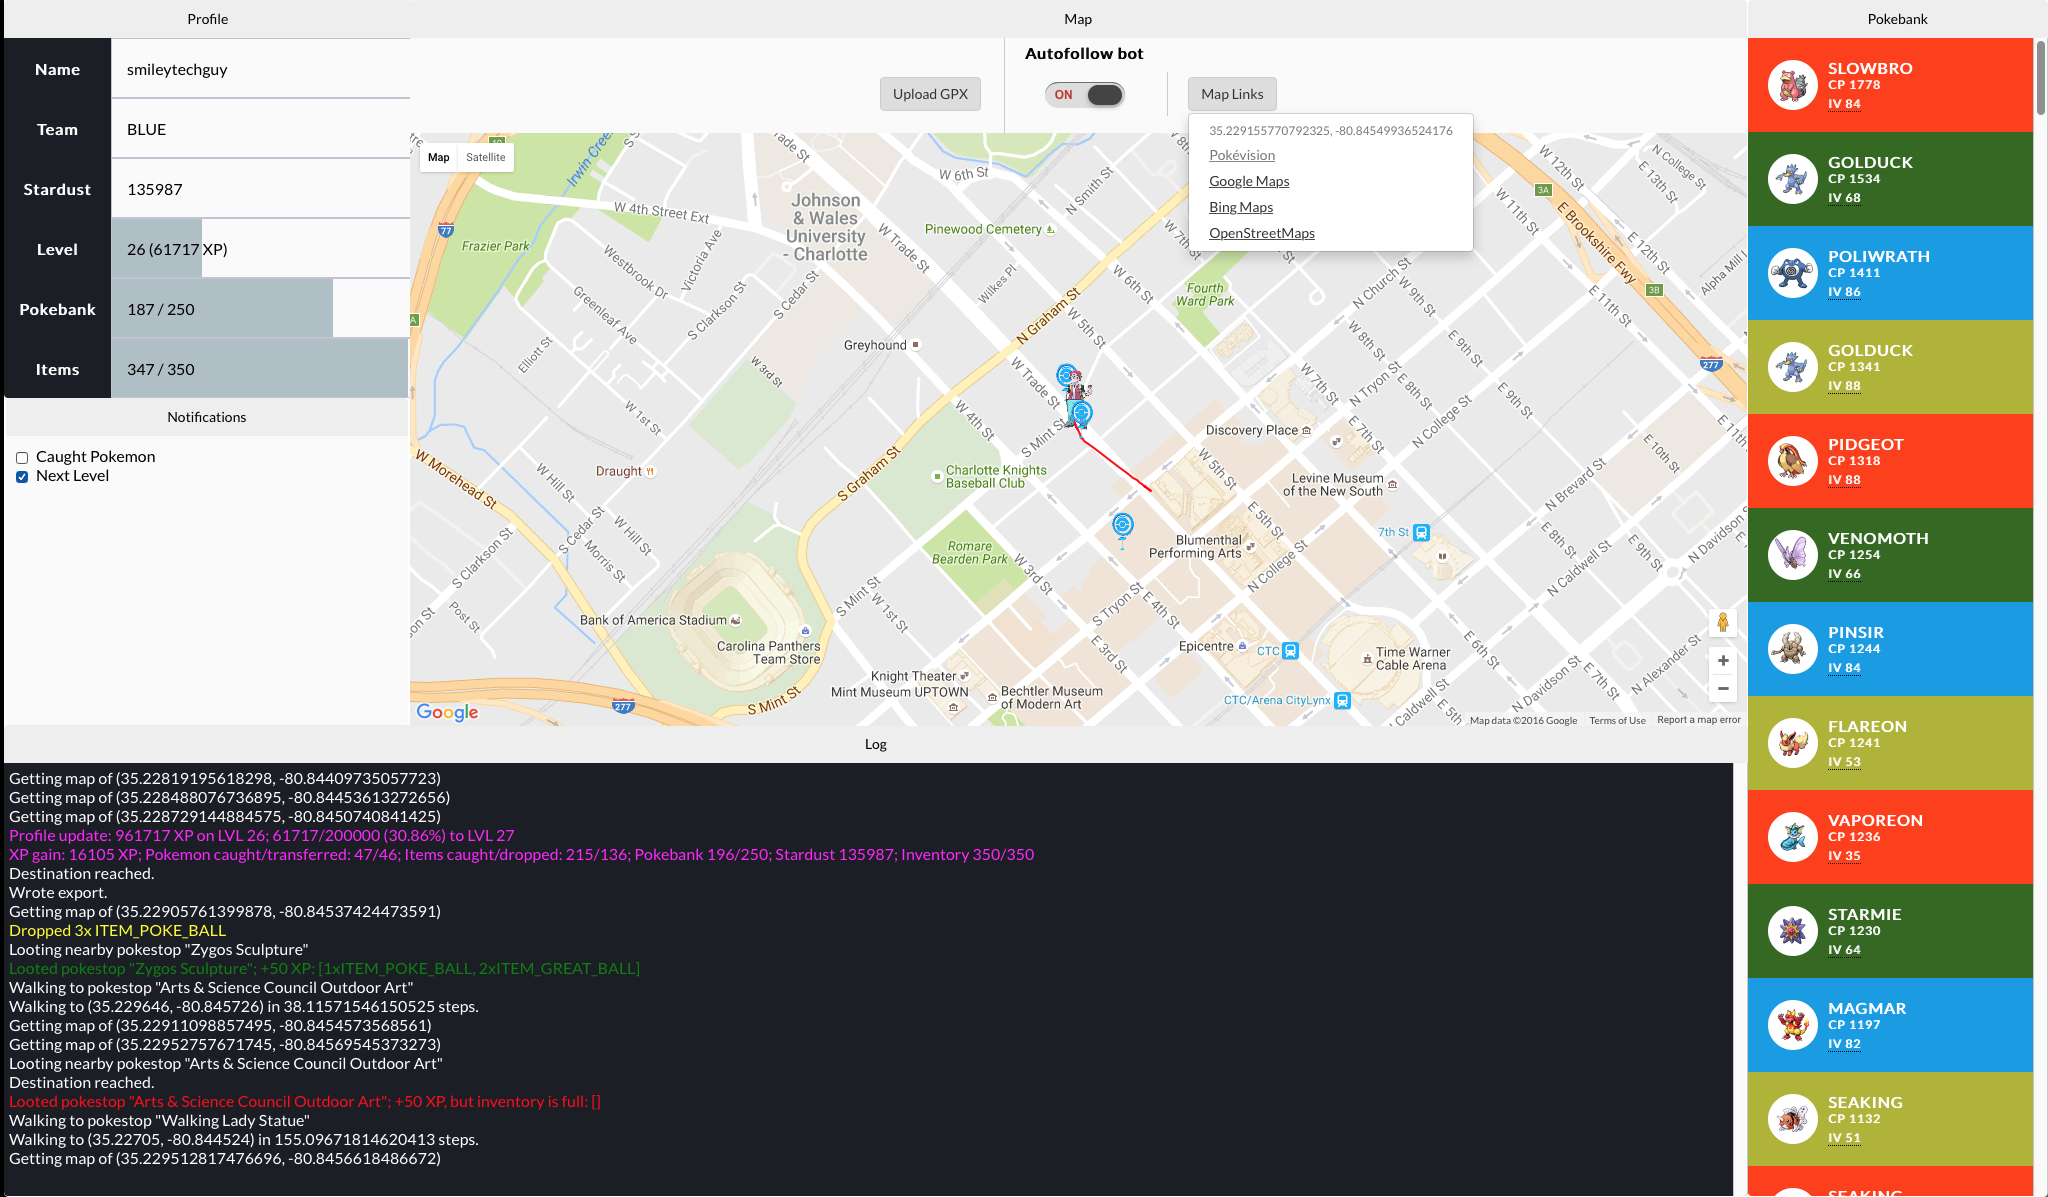 Profile
Map
Pokebank
Name
smileytechguy
Team
BLUE
Stardust
135987
Level
26 (61717 XP)
Pokebank
187 / 250
Items
347 / 350
Notifications
Caught Pokemon
Next Level
Upload GPX
Autofollow bot
ON
Map Links
35.229155770792325, -80.84549936524176
Pokévision
Google Maps
Bing Maps
OpenStreetMaps
Map
Satellite
Irwin Creek
W 6th St
N Smith St
W 4th Street Ext
Johnson
& Wales
University
- Charlotte
W Trade St
Pinewood Cemetery
77
Frazier Park
Victoria Ave
Westbrook Dr
Wilkes Pl
W 6th St
Fourth
Ward Park
N Church St
W 9th St
W 12th St
N College St
E 13th St
3A
W 11th St
E Brookshire Fwy
E 12th St
Alpha Mill
3B
E 11th St
Greenleaf Ave
S Clarkson St
S Cedar St
N Graham St
W 5th St
Greyhound
Elliott St
W 3rd St
W Trade St
W 8th St
E 9th St
W 7th St
N Tryon St
E 8th St
277
W 1st St
W 4th St
S Mint St
Discovery Place
E 7th St
N College St
E 10th St
W Morehead St
Draught
S Graham St
Charlotte Knights
Baseball Club
W 5th St
Levine Museum
of the New South
N Brevard St
W Hill St
S Cedar St
W Hill St
Morris St
S Clarkson St
Post St
Romare
Bearden Park
E 5th St
Blumenthal
Performing Arts
7th St
N College St
N Caldwell St
E 9th St
N Davidson St
W 3rd St
S Mint St
W 1st St
S Tryon St
E 4th St
E 3rd St
Bank of America Stadium
Carolina Panthers
Team Store
Epicentre
CTC
Time Warner
Cable Arena
E 6th St
N Davidson St
E 7th St
N Alexander St
Knight Theater
Mint Museum UPTOWN
Bechtler Museum
of Modern Art
CTC/Arena CityLynx
S Caldwell St
277
S Mint St
Google
Map data ©2016 Google
Terms of Use
Report a map error
Log
Getting map of (35.22819195618298, -80.84409735057723)
Getting map of (35.228488076736895, -80.84453613272656)
Getting map of (35.228729144884575, -80.8450740841425)
Profile update: 961717 XP on LVL 26; 61717/200000 (30.86%) to LVL 27
XP gain: 16105 XP; Pokemon caught/transferred: 47/46; Items caught/dropped: 215/136; Pokebank 196/250; Stardust 135987; Inventory 350/350
Destination reached.
Wrote export.
Getting map of (35.22905761399878, -80.84537424473591)
Dropped 3x ITEM_POKE_BALL
Looting nearby pokestop "Zygos Sculpture"
Looted pokestop "Zygos Sculpture"; +50 XP: [1xITEM_POKE_BALL, 2xITEM_GREAT_BALL]
Walking to pokestop "Arts & Science Council Outdoor Art"
Walking to (35.229646, -80.845726) in 38.11571546150525 steps.
Getting map of (35.22911098857495, -80.8454573568561)
Getting map of (35.22952757671745, -80.84569545373273)
Looting nearby pokestop "Arts & Science Council Outdoor Art"
Destination reached.
Looted pokestop "Arts & Science Council Outdoor Art"; +50 XP, but inventory is full: []
Walking to pokestop "Walking Lady Statue"
Walking to (35.22705, -80.844524) in 155.09671814620413 steps.
Getting map of (35.229512817476696, -80.8456618486672)
SLOWBRO
CP 1778
IV 84
GOLDUCK
CP 1534
IV 68
POLIWRATH
CP 1411
IV 86
GOLDUCK
CP 1341
IV 88
PIDGEOT
CP 1318
IV 88
VENOMOTH
CP 1254
IV 66
PINSIR
CP 1244
IV 84
FLAREON
CP 1241
IV 53
VAPOREON
CP 1236
IV 35
STARMIE
CP 1230
IV 64
MAGMAR
CP 1197
IV 82
SEAKING
CP 1132
IV 51
SEAKING